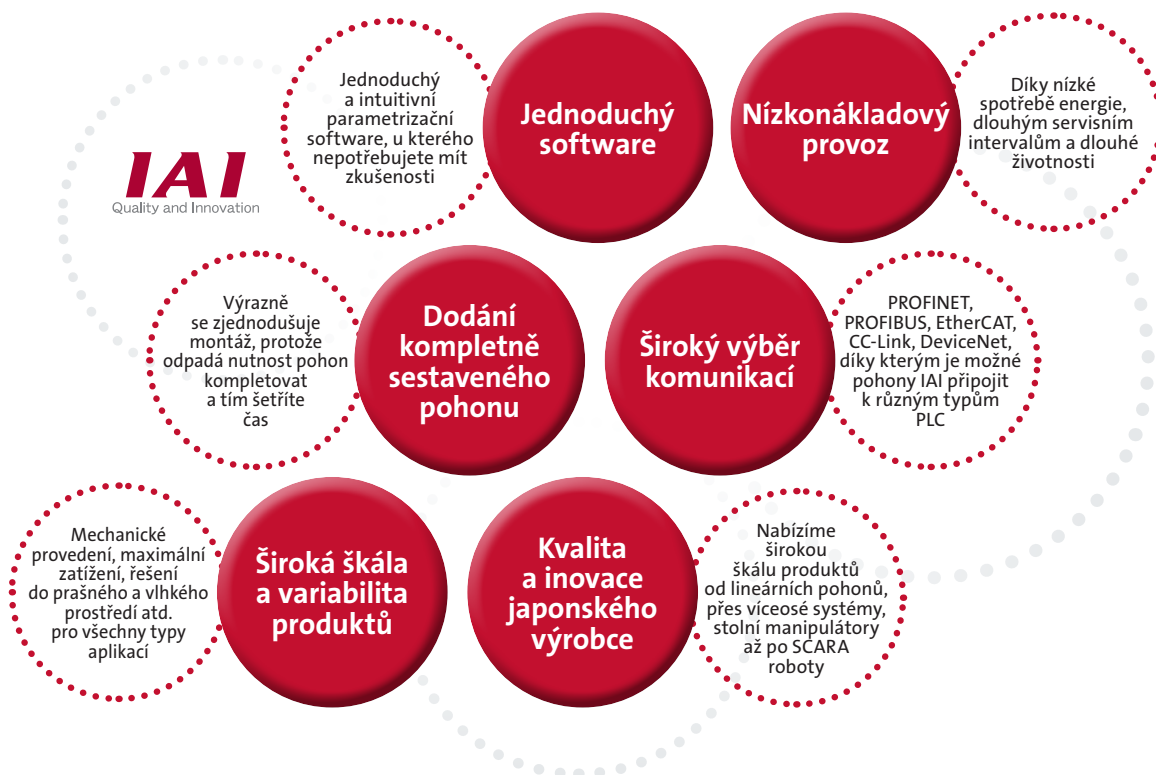 Jednoduchý
a intuitivní
parametrizační
software, u kterého
nepotřebujete mít
zkušenosti
Jednoduchý
software
Nízkonákladový
provoz
Díky nízké
spotřebě energie,
dlouhým servisním
intervalům a dlouhé
životnosti
IAI
Quality and Innovation
Výrazně
se zjednodušuje
montáž, protože
odpadá nutnost pohon
kompletovat
a tím šetříte
čas
Dodání
kompletně
sestaveného
pohonu
Široký výběr
komunikací
PROFINET,
PROFIBUS, EtherCAT,
CC-Link, DeviceNet,
díky kterým je možné
pohony IAI připojit
k různým typům
PLC
Mechanické
provedení, maximální
zatížení, řešení
do prašného a vlhkého
prostředí atd.
pro všechny typy
aplikací
Široká škála
a variabilita
produktů
Kvalita
a inovace
japonského
výrobce
Nabízíme
širokou
škálu produktů
od lineárních pohonů,
přes víceosé systémy,
stolní manipulátory
až po SCARA
roboty